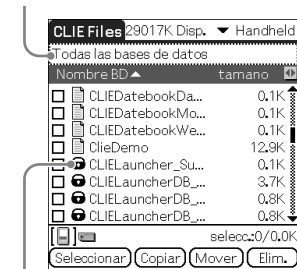 CLIE Files 29017K Disp. ▼ Handheld
Todas las bases de datos
Nombre BD▲ tamano
CLIEDatebookDa... 0.1K
CLIEDatebookMo... 0.1K
CLIEDatebookWe... 0.1K
ClieDemo 12.9K
CLIELauncher_Su... 0.1K
CLIELauncherDB_... 3.7K
CLIELauncherDB_... 0.8K
CLIELauncherDB_... 0.8K
selecc.:0/0.0K
Seleccionar Copiar Mover Elim.